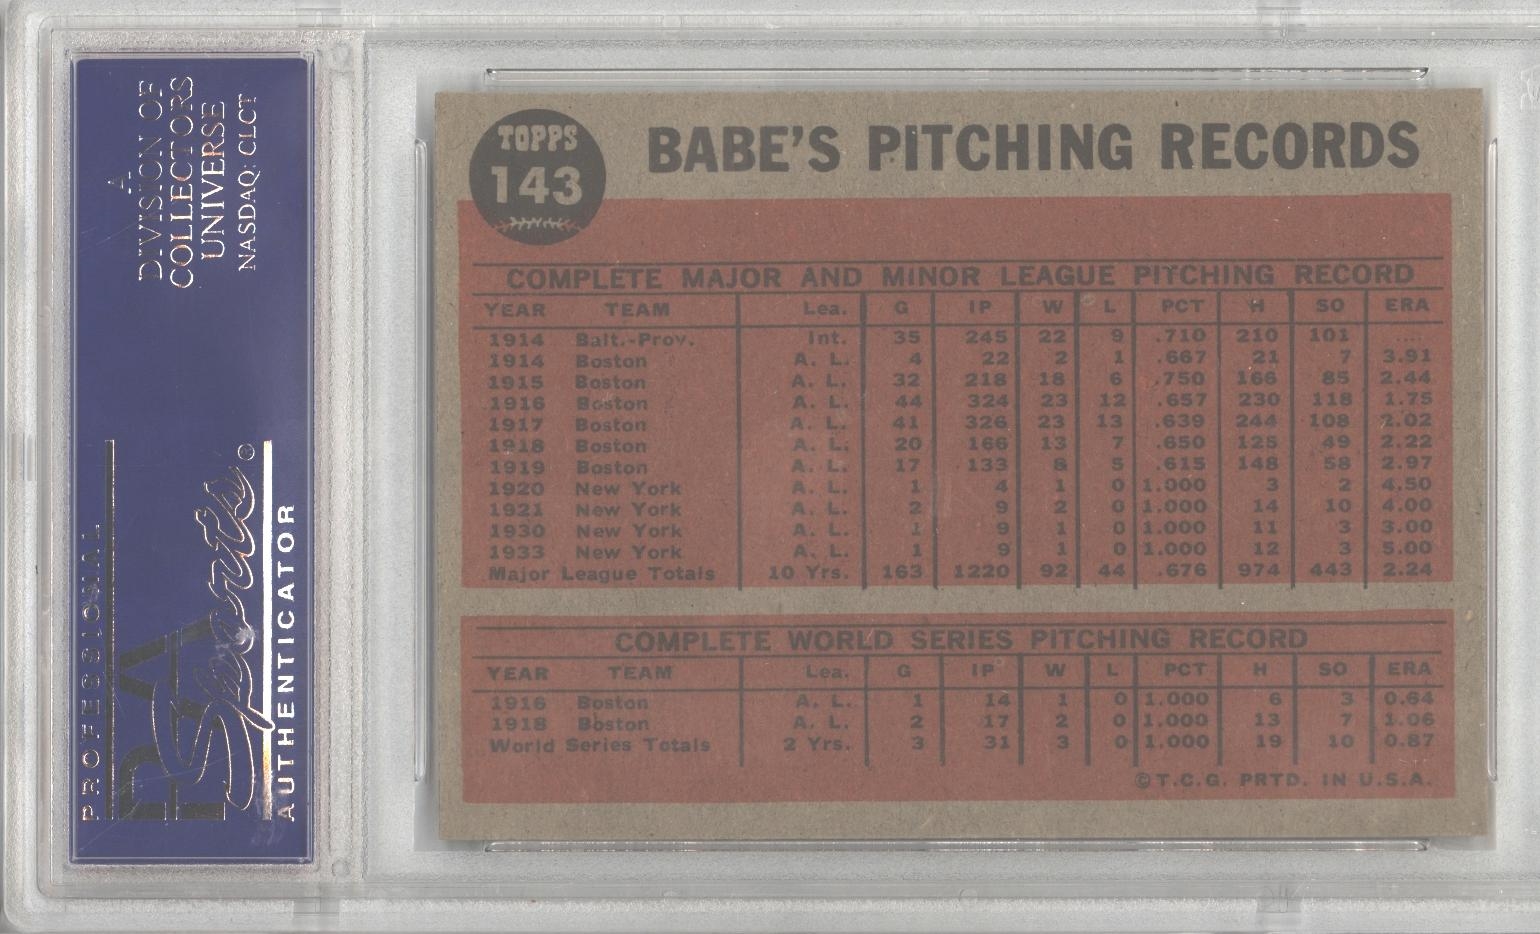 A
DIVISION OF
COLLECTORS
UNIVERSE
NASDAQ: CLCT
PROFESSIONAL
PSA
Sports®
AUTHENTICATOR
TOPPS
143
BABE'S PITCHING RECORDS
COMPLETE MAJOR AND MINOR LEAGUE PITCHING RECORD
YEAR TEAM Lea. G IP W L PCT H SO ERA
1914 Balt.-Prov. Int. 35 245 22 9 .710 210 101 ....
1914 Boston A. L. 4 22 2 1 .667 21 7 3.91
1915 Boston A. L. 32 218 18 6 .750 166 85 2.44
1916 Boston A. L. 44 324 23 12 .657 230 118 1.75
1917 Boston A. L. 41 326 23 13 .639 244 108 2.02
1918 Boston A. L. 20 166 13 7 .650 125 49 2.22
1919 Boston A. L. 17 133 8 5 .615 148 58 2.97
1920 New York A. L. 1 4 1 0 1.000 3 2 4.50
1921 New York A. L. 2 9 2 0 1.000 14 10 4.00
1930 New York A. L. 1 9 1 0 1.000 11 3 3.00
1933 New York A. L. 1 9 1 0 1.000 12 3 5.00
Major League Totals 10 Yrs. 163 1220 92 44 .676 974 443 2.24
COMPLETE WORLD SERIES PITCHING RECORD
YEAR TEAM Lea. G IP W L PCT H SO ERA
1916 Boston A. L. 1 14 1 0 1.000 6 3 0.64
1918 Boston A. L. 2 17 2 0 1.000 13 7 1.06
World Series Totals 2 Yrs. 3 31 3 0 1.000 19 10 0.87
©T.C.G. PRTD. IN U.S.A.